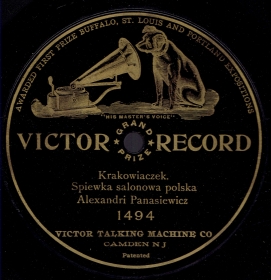 AWARDED FIRST PRIZE BUFFALO, ST. LOUIS AND PORTLAND EXPOSITIONS
"HIS MASTER'S VOICE"
VICTOR RECORD
GRAND PRIZE
Krakowiaczek.
Spiewka salonowa polska
Alexandri Panasiewicz
1494
VICTOR TALKING MACHINE CO
CAMDEN N J
Patented